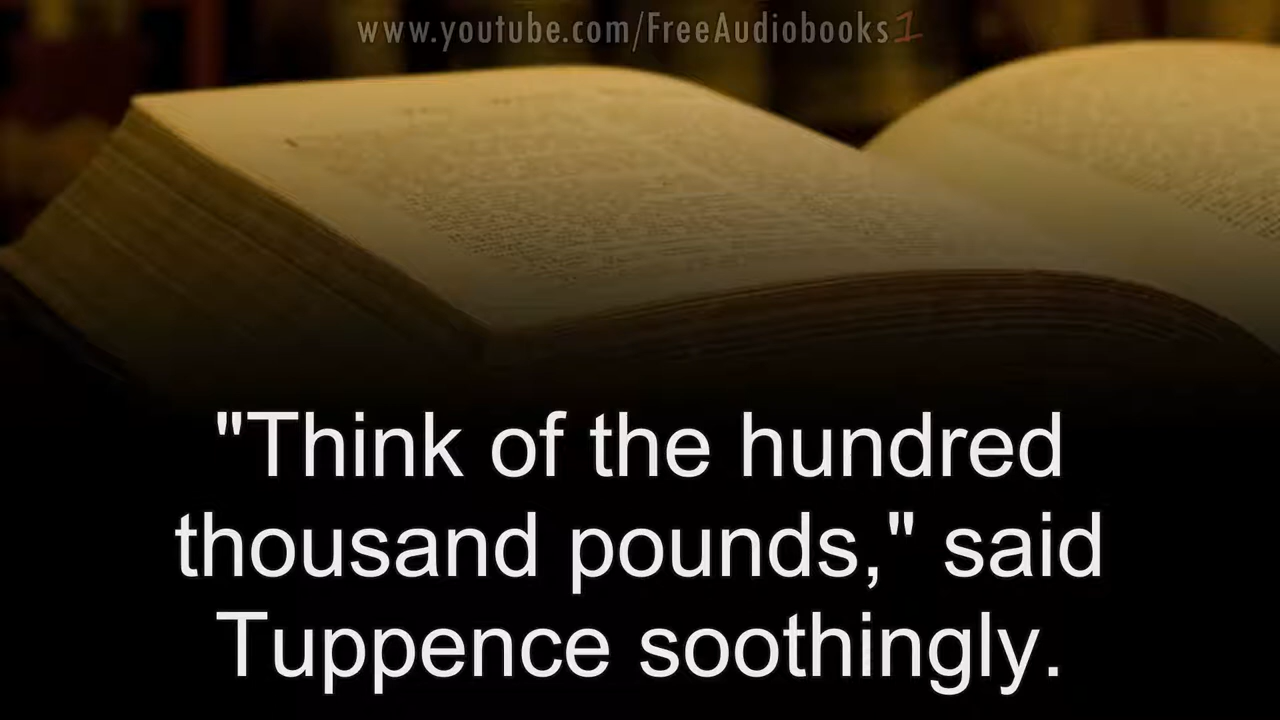 www.youtube.com/FreeAudiobooks1
"Think of the hundred
thousand pounds," said
Tuppence soothingly.